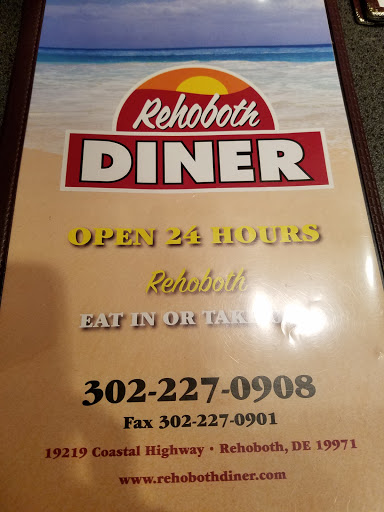 Rehoboth
DINER
OPEN 24 HOURS
Rehoboth
EAT IN OR
302-227-0908
Fax 302-227-0901
19219 Coastal Highway • Rehoboth, DE 19971
www.rehobothdiner.com